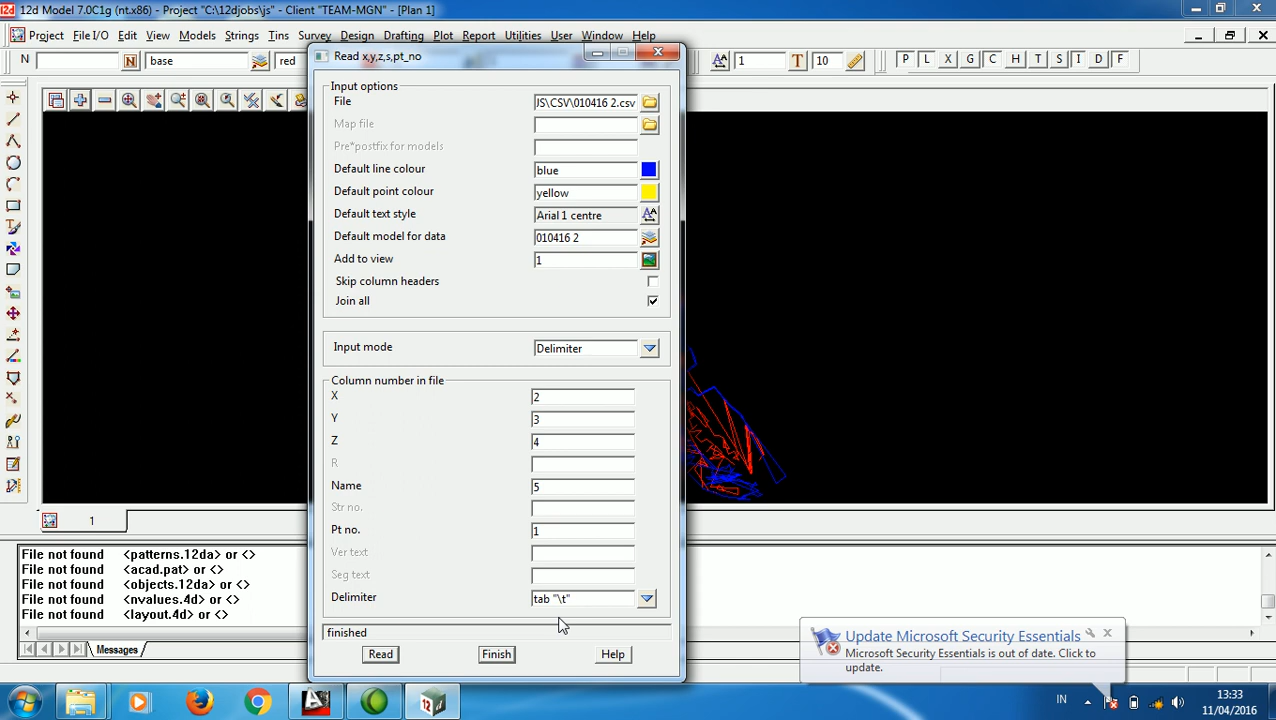 12d Model 7.0C1g (nt.x86) - Project "C:\12djobs\js" - Client "TEAM-MGN" - [Plan 1]
Project File I/O Edit View Models Strings Tins Survey Design Drafting Plot Report Utilities User Window Help
N N base red 1 T 10 P L X G C H T S I D F
Read x,y,z,s,pt_no
Input options
File JS\CSV\010416 2.csv
Map file
Pre*postfix for models
Default line colour blue
Default point colour yellow
Default text style Arial 1 centre
Default model for data 010416 2
Add to view 1
Skip column headers
Join all
Input mode Delimiter
Column number in file
X 2
Y 3
Z 4
R
Name 5
Str no.
Pt no. 1
Ver text
Seg text
Delimiter tab "\t"
finished
Read Finish Help
1
File not found <patterns.12da> or <>
File not found <acad.pat> or <>
File not found <objects.12da> or <>
File not found <nvalues.4d> or <>
File not found <layout.4d> or <>
Messages
Update Microsoft Security Essentials
Microsoft Security Essentials is out of date. Click to
update.
IN
13:33
11/04/2016